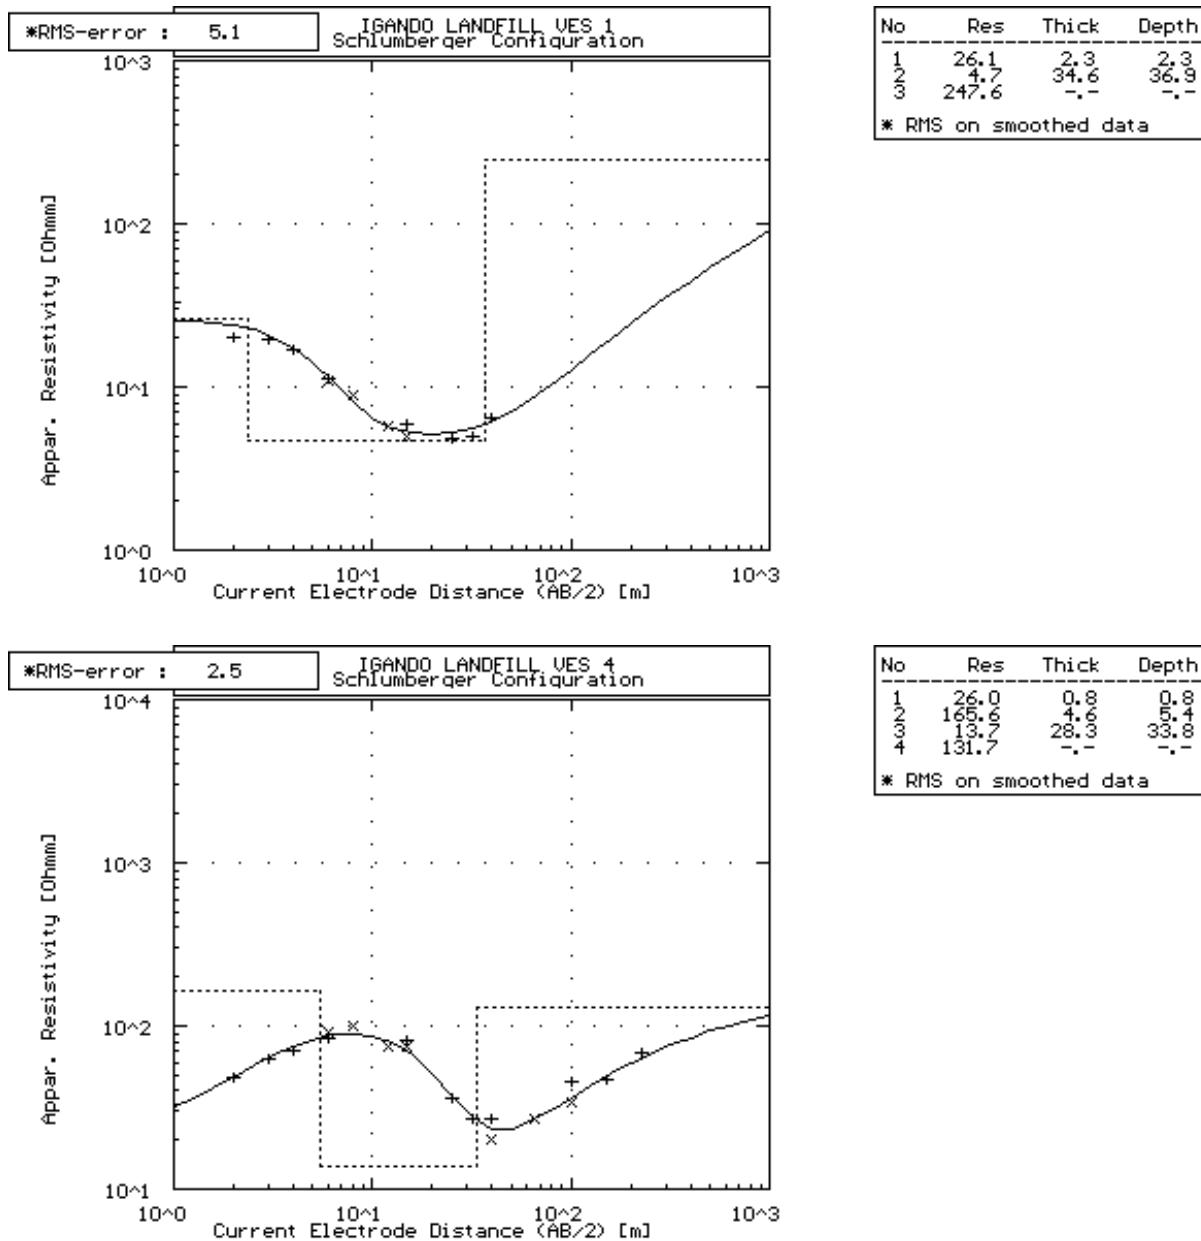 *RMS-error : 5.1
IGANDO LANDFILL VES 1
Schlumberger Configuration
No Res Thick Depth
1 26.1 2.3 2.3
2 4.7 34.6 36.9
3 247.6 -.- -.-
* RMS on smoothed data
Appar. Resistivity [Ohmm]
10^3
10^2
10^1
10^0
10^0 10^1 10^2 10^3
Current Electrode Distance (AB/2) [m]
*RMS-error : 2.5
IGANDO LANDFILL VES 4
Schlumberger Configuration
No Res Thick Depth
1 26.0 0.8 0.8
2 165.6 4.6 5.4
3 13.7 28.3 33.8
4 131.7 -.- -.-
* RMS on smoothed data
Appar. Resistivity [Ohmm]
10^4
10^3
10^2
10^1
10^0 10^1 10^2 10^3
Current Electrode Distance (AB/2) [m]